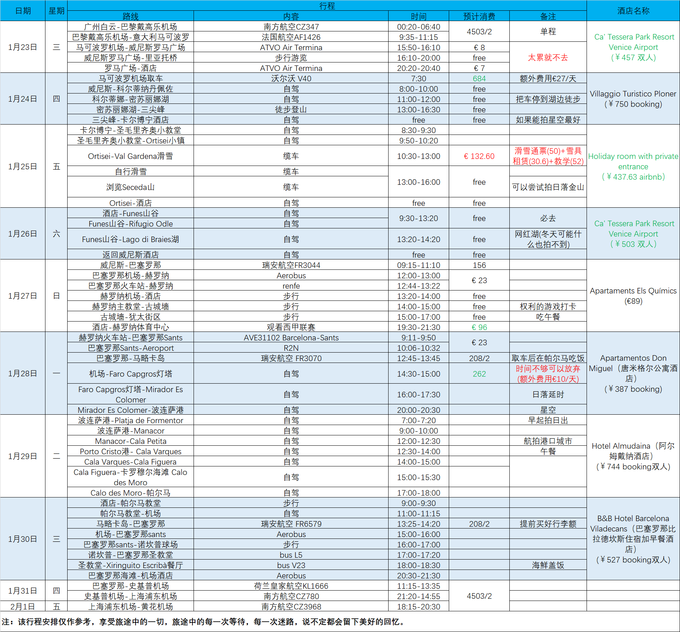 日期 星期 行程 酒店名称
路线 内容 时间 预计消费 备注
1月23日 三 Ca' Tessera Park Resort Venice Airport (￥457 双人)
广州白云-巴黎戴高乐机场 南方航空CZ347 00:20-06:40 4503/2 单程
巴黎戴高乐机场-意大利马可波罗 法国航空AF1426 9:35-11:15
马可波罗机场-威尼斯罗马广场 ATVO Air Termina 15:50-16:10 € 8 太累就不去
威尼斯罗马广场-里亚托桥 步行游览 16:10-20:00 free
罗马广场-酒店 ATVO Air Termina 20:20-20:40 € 7
1月24日 四 Villaggio Turistico Ploner (￥750 booking)
马可波罗机场取车 沃尔沃 V40 7:30 684 额外费用€27/天
威尼斯-科尔蒂纳丹佩佐 自驾 8:00-10:00 free
科尔蒂娜-密苏丽娜湖 自驾 11:00-12:00 free 把车停到湖边徒步
密苏丽娜湖-三尖峰 徒步登山 13:00-16:30 free
三尖峰-卡尔博宁酒店 自驾 free free 如果能拍星空最好
1月25日 五 Holiday room with private entrance (￥437.63 airbnb)
卡尔博宁-圣毛里齐奥小教堂 自驾 8:30-9:30
圣毛里齐奥小教堂-Ortisei小镇 自驾 9:50-10:20
Ortisei-Val Gardena滑雪 缆车 10:30-13:00 € 132.60 滑雪通票(50)+雪具租赁(30.6)+教学(52)
自行滑雪 缆车 13:00-16:00 free
浏览Seceda山 缆车 可以尝试拍日落金山
Ortisei-酒店 自驾 free free
1月26日 六 Ca' Tessera Park Resort Venice Airport (￥503 双人)
酒店-Funes山谷 自驾 9:30-13:20 free 必去
Funes山谷-Rifugio Odle 自驾
Funes山谷-Lago di Braies湖 自驾 13:20-14:20 free 网红湖(冬天可能什么也拍不到)
返回威尼斯酒店 自驾 free free
1月27日 日 Apartaments Els Químics (€89)
威尼斯-巴塞罗那 瑞安航空FR3044 09:15-11:10 156
巴塞罗那机场-赫罗纳 Aerobus 12:00-13:00 € 23
巴塞罗那火车站-赫罗纳 renfe 12:44-13:22
赫罗纳机场-酒店 步行 13:20-14:00 free
赫罗纳主教堂-古城墙 步行 14:00-15:00 free 权利的游戏打卡
古城墙-犹太街区 步行 15:00-17:00 free 吃午餐
酒店-赫罗纳体育中心 观看西甲联赛 19:30-21:30 € 96
1月28日 一 Apartamentos Don Miguel（唐米格尔公寓酒店） (￥387 booking)
赫罗纳火车站-巴塞罗那Sants AVE31102 Barcelona-Sants 9:11-9:50 € 23
巴塞罗那Sants-Aeroport R2N 10:06-10:32
巴塞罗那-马略卡岛 瑞安航空 FR3070 12:45-13:45 208/2 取车后在帕尔马吃饭
机场-Faro Capgros灯塔 自驾 14:30-15:00 262 时间不够可以放弃(额外费用€10/天)
Faro Capgros灯塔-Mirador Es Colomer 自驾 16:00-17:30 日落延时
Mirador Es Colomer-波连萨港 自驾 20:00-20:30 星空
1月29日 二 Hotel Almudaina（阿尔姆戴纳酒店） (￥744 booking双人)
波连萨港-Platja de Formentor 自驾 7:00-7:20 早起拍日出
波连萨港-Manacor 自驾 9:00-10:00
Manacor-Cala Petita 自驾 12:00-12:30 航拍港口城市
Porto Cristo港- Cala Varques 自驾 12:30-14:00 午餐
Cala Varques-Cala Figuera 自驾 14:00-15:00
Cala Figuera-卡罗穆尔海滩 Calo des Moro 自驾 15:00-15:30
Calo des Moro-帕尔马 自驾 17:00-18:00
1月30日 三 B&B Hotel Barcelona Viladecans（巴塞罗那比拉德坎斯住宿加早餐酒店） (￥527 booking双人)
酒店-帕尔马教堂 步行 9:00-9:30
帕尔马教堂-机场 自驾 11:00-11:15
马略卡岛-巴塞罗那 瑞安航空 FR6579 13:25-14:20 208/2 提前买好行李额
机场-巴塞罗那sants Aerobus 15:00-16:00
巴塞罗那sants-诺坎普球场 步行 16:00-17:00
诺坎普-巴塞罗那圣教堂 bus L5 17:00-17:20
圣教堂-Xiringuito Escribà餐厅 bus V23 18:00-18:30 海鲜盖饭
巴塞罗那海滩-机场酒店 Aerobus 20:30-21:30
1月31日 四 巴塞罗那-史基普机场 荷兰皇家航空KL1666 11:15-13:35 4503/2
史基普机场-上海浦东机场 南方航空CZ780 21:20-14:55
2月1日 五 上海浦东机场-黄花机场 南方航空CZ3968 18:15-20:30
注：该行程安排仅作参考，享受旅途中的一切，旅途中的每一次等待，每一次迷路，说不定都会留下美好的回忆。